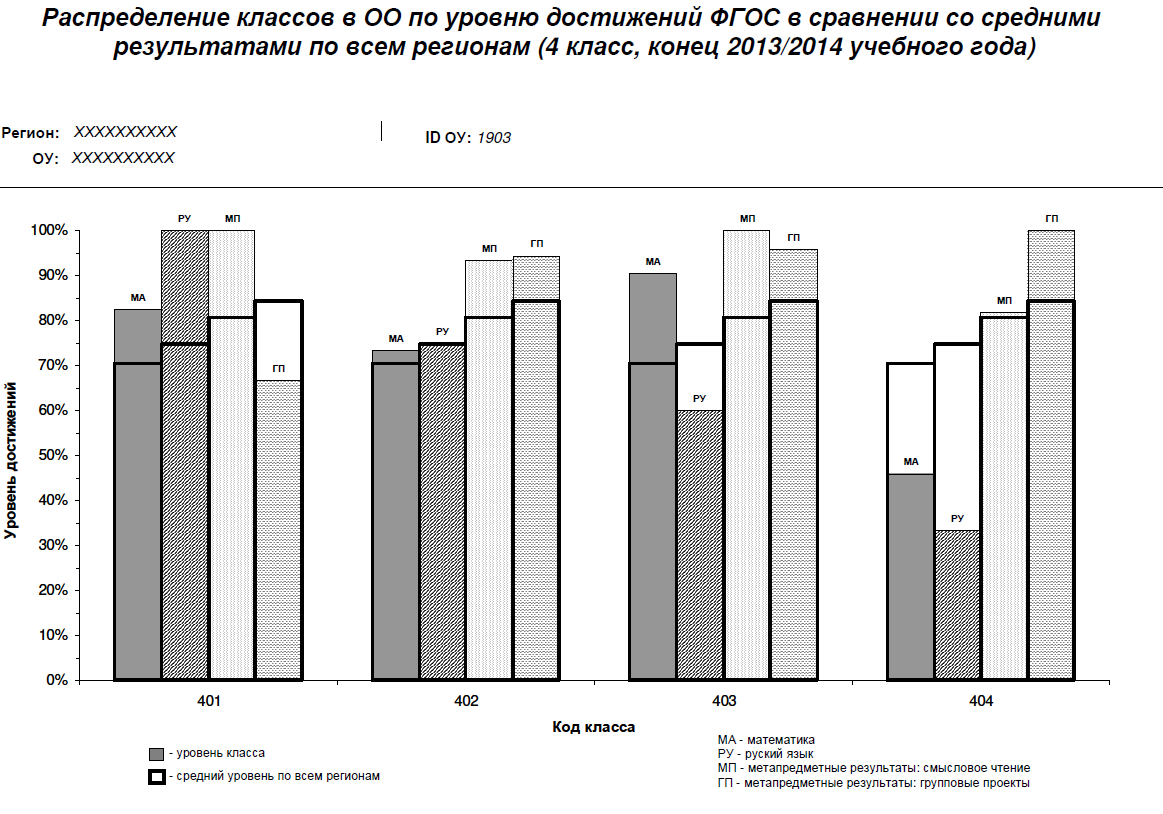 Распределение классов в ОО по уровню достижений ФГОС в сравнении со средними
результатами по всем регионам (4 класс, конец 2013/2014 учебного года)
Регион: XXXXXXXXXX
ID ОУ: 1903
ОУ: XXXXXXXXXX
Уровень достижений
100%
90%
80%
70%
60%
50%
40%
30%
20%
10%
0%
МА
РУ
МП
ГП
МА
РУ
МП
ГП
МА
РУ
МП
ГП
МА
РУ
МП
ГП
401
402
403
404
Код класса
- уровень класса
- средний уровень по всем регионам
МА - математика
РУ - руский язык
МП - метапредметные результаты: смысловое чтение
ГП - метапредметные результаты: групповые проекты